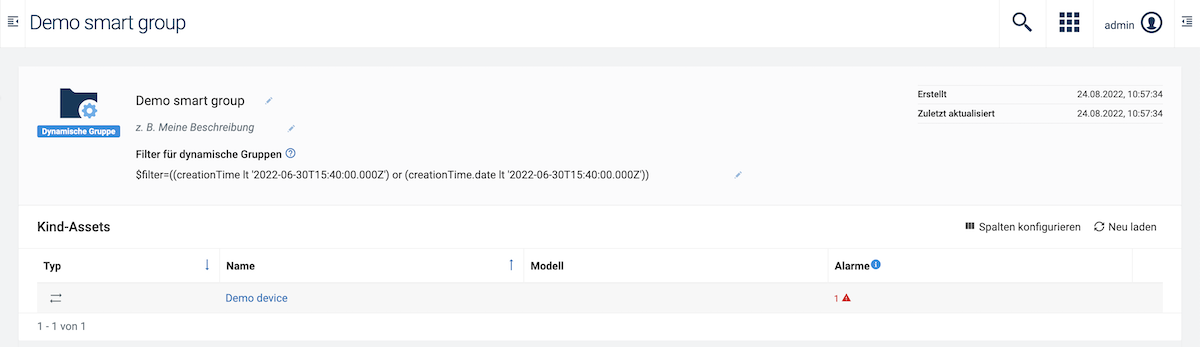 Demo smart group
admin
Demo smart group
Erstellt 24.08.2022, 10:57:34
Dynamische Gruppe
z. B. Meine Beschreibung
Zuletzt aktualisiert 24.08.2022, 10:57:34
Filter für dynamische Gruppen
$filter=((creationTime lt '2022-06-30T15:40:00.000Z') or (creationTime.date lt '2022-06-30T15:40:00.000Z'))
Kind-Assets
Spalten konfigurieren Neu laden
Typ Name Modell Alarme
Demo device 1
1 - 1 von 1